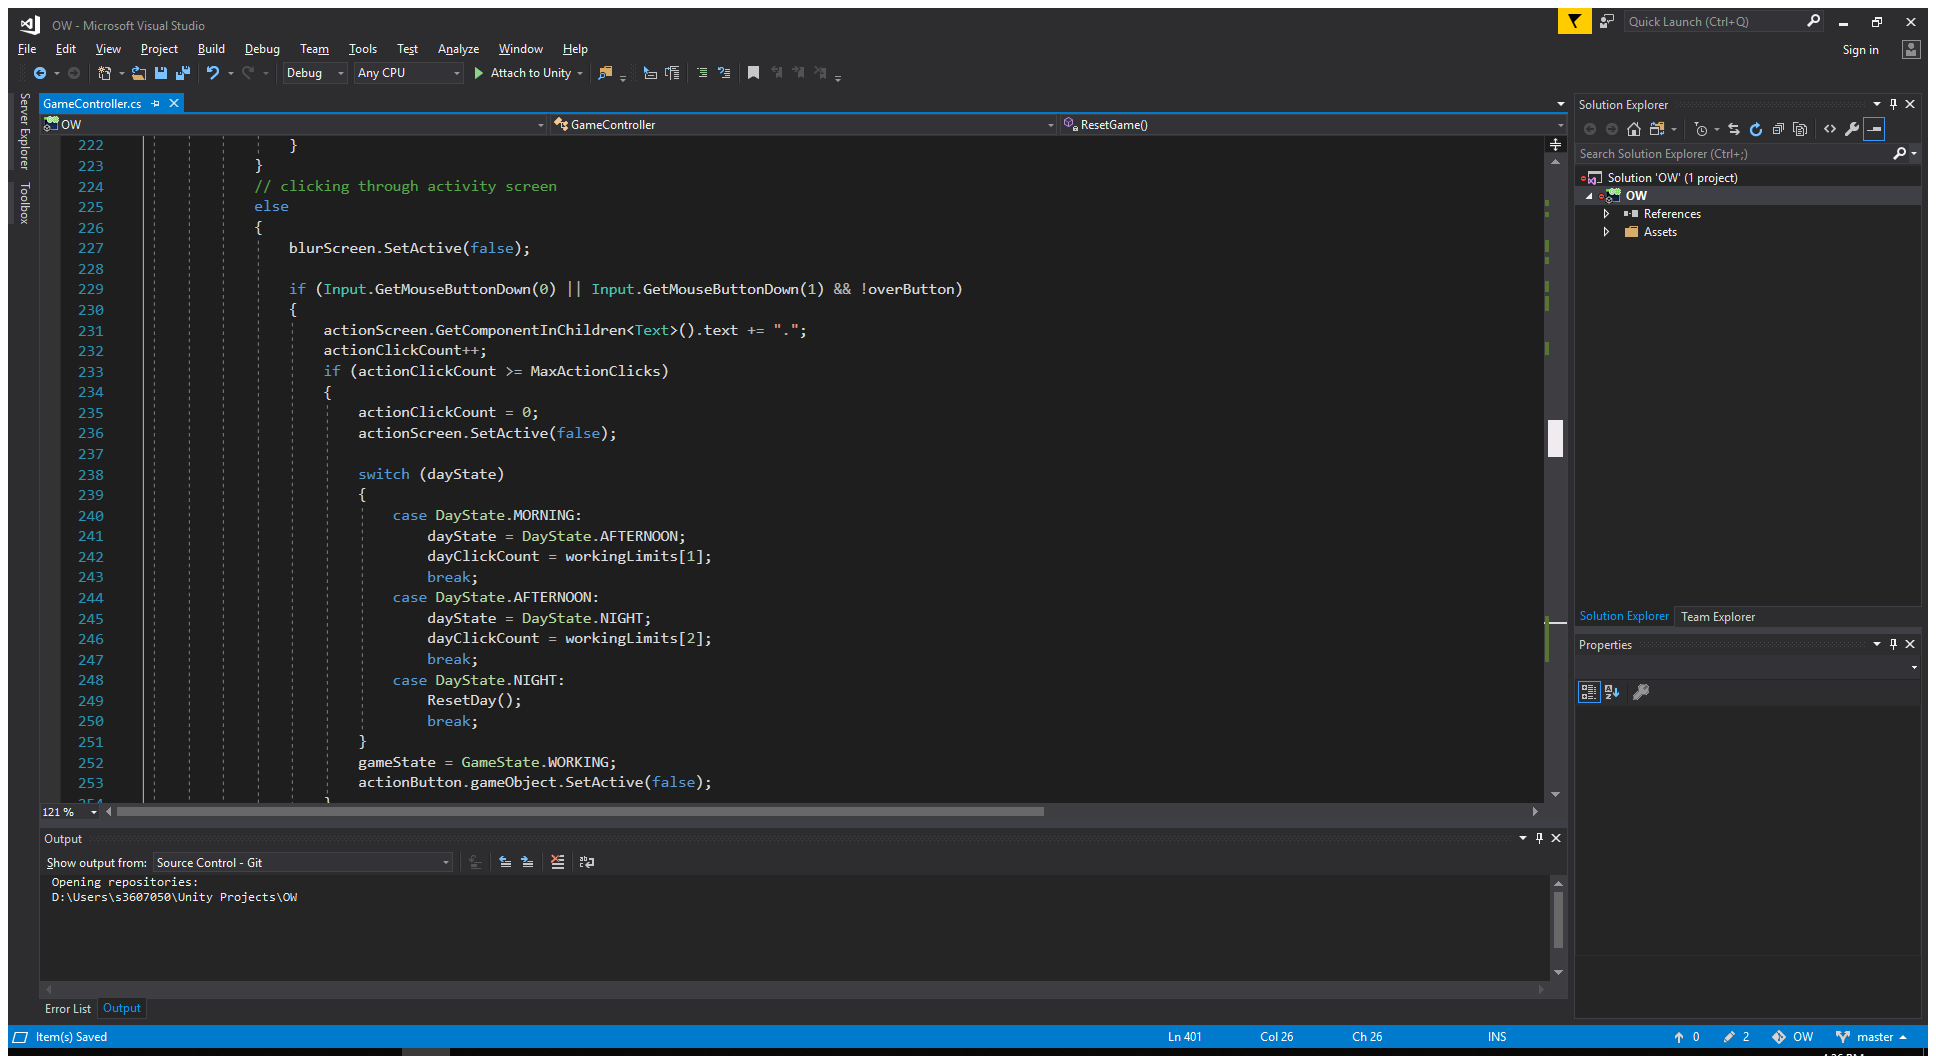 OW - Microsoft Visual Studio
Quick Launch (Ctrl+Q)
File Edit View Project Build Debug Team Tools Test Analyze Window Help
Sign in
Debug Any CPU Attach to Unity
Server Explorer
Toolbox
GameController.cs
OW GameController ResetGame()
222 }
223 }
224 // clicking through activity screen
225 else
226 {
227 blurScreen.SetActive(false);
228
229 if (Input.GetMouseButtonDown(0) || Input.GetMouseButtonDown(1) && !overButton)
230 {
231 actionScreen.GetComponentInChildren<Text>().text += ".";
232 actionClickCount++;
233 if (actionClickCount >= MaxActionClicks)
234 {
235 actionClickCount = 0;
236 actionScreen.SetActive(false);
237
238 switch (dayState)
239 {
240 case DayState.MORNING:
241 dayState = DayState.AFTERNOON;
242 dayClickCount = workingLimits[1];
243 break;
244 case DayState.AFTERNOON:
245 dayState = DayState.NIGHT;
246 dayClickCount = workingLimits[2];
247 break;
248 case DayState.NIGHT:
249 ResetDay();
250 break;
251 }
252 gameState = GameState.WORKING;
253 actionButton.gameObject.SetActive(false);
254 }
121 %
Output
Show output from: Source Control - Git
Opening repositories:
D:\Users\s3607050\Unity Projects\OW
Error List Output
Solution Explorer
Search Solution Explorer (Ctrl+;)
Solution 'OW' (1 project)
OW
References
Assets
Solution Explorer Team Explorer
Properties
Item(s) Saved Ln 401 Col 26 Ch 26 INS 0 2 OW master